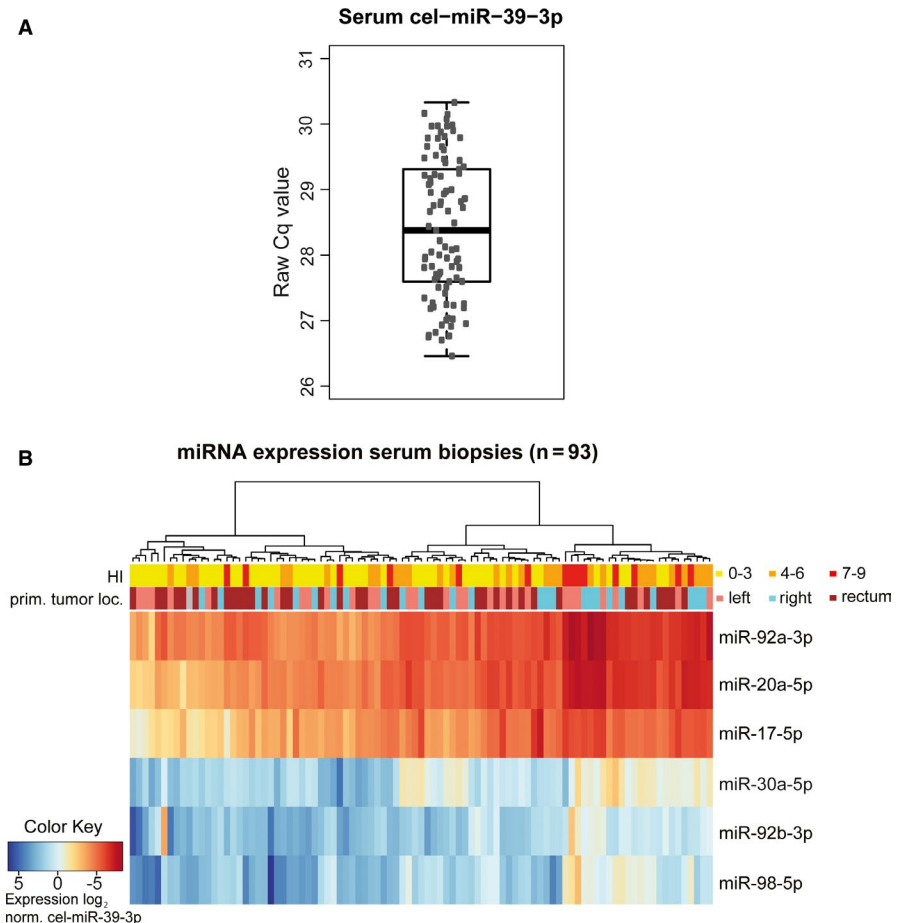 A
Serum cel−miR−39−3p
Raw Cq value
31
30
29
28
27
26
B
miRNA expression serum biopsies (n = 93)
HI
0-3 4-6 7-9
prim. tumor loc.
left right rectum
miR-92a-3p
miR-20a-5p
miR-17-5p
miR-30a-5p
miR-92b-3p
miR-98-5p
Color Key
5 0 -5
Expression log2
norm. cel-miR-39-3p